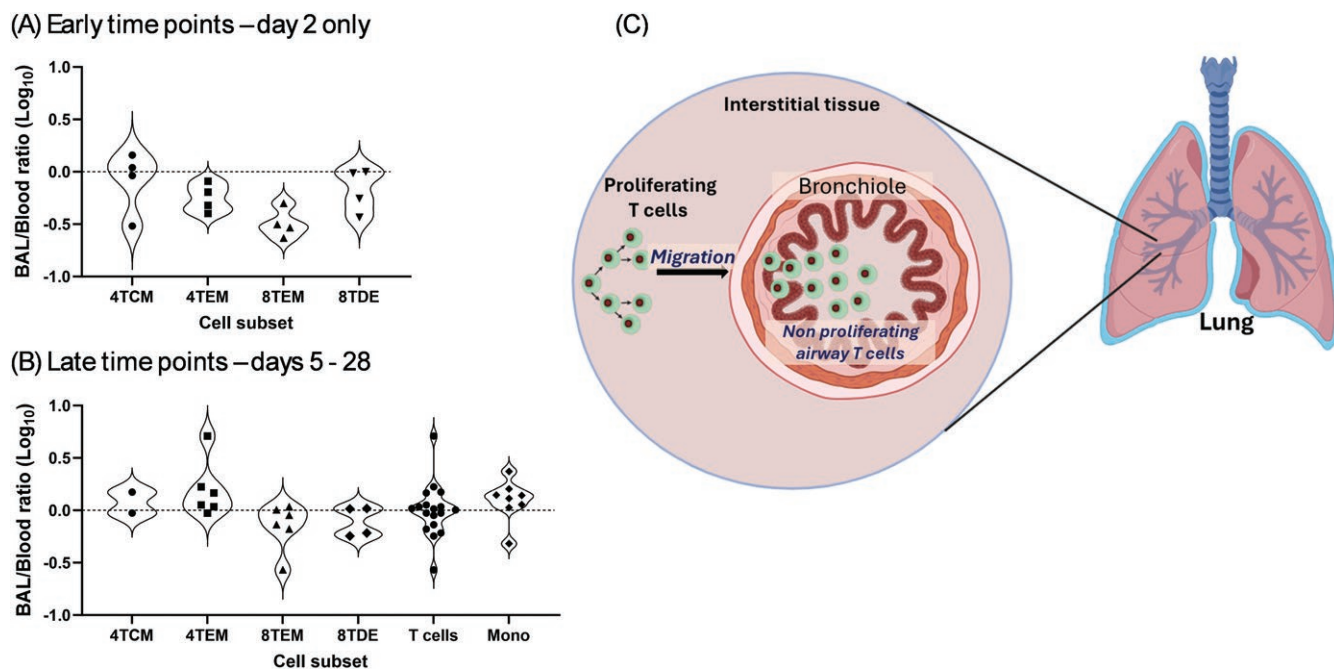 (A) Early time points – day 2 only
BAL/Blood ratio (Log10)
1.0
0.5
0.0
-0.5
-1.0
4TCM 4TEM 8TEM 8TDE
Cell subset
(B) Late time points – days 5 - 28
BAL/Blood ratio (Log10)
1.0
0.5
0.0
-0.5
-1.0
4TCM 4TEM 8TEM 8TDE T cells Mono
Cell subset
(C)
Interstitial tissue
Proliferating
T cells
Migration
Bronchiole
Non proliferating
airway T cells
Lung